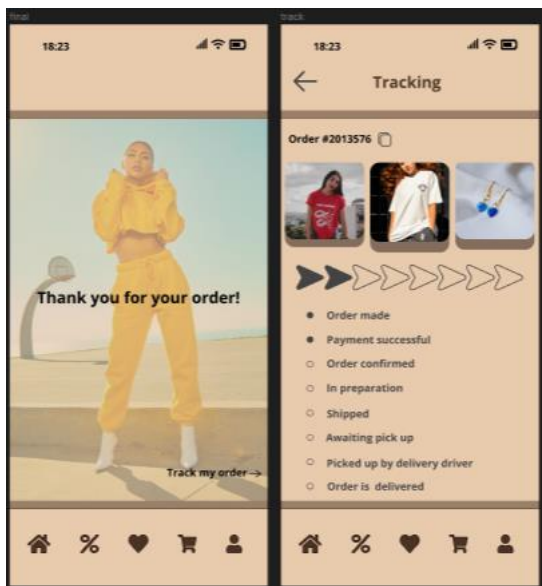 final
18:23
Thank you for your order!
Track my order
track
18:23
Tracking
Order #2013576
Order made
Payment successful
Order confirmed
In preparation
Shipped
Awaiting pick up
Picked up by delivery driver
Order is delivered